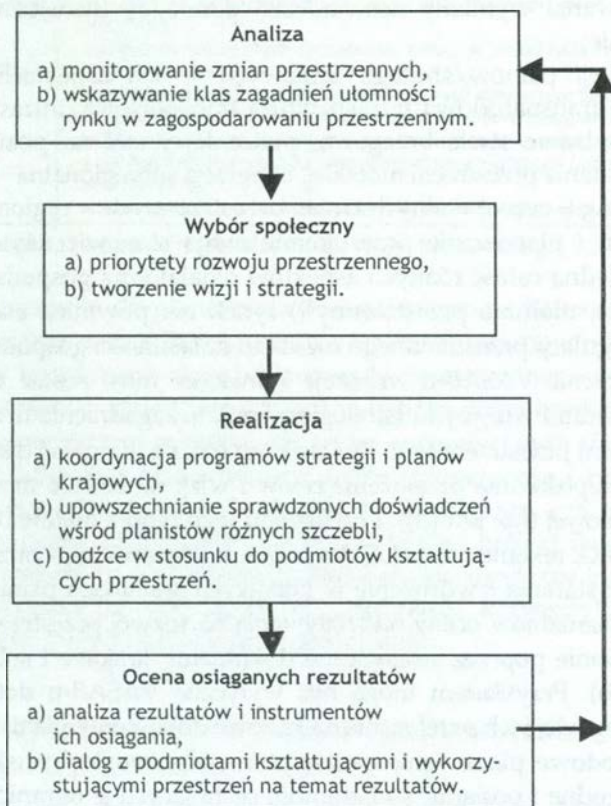 Analiza
a) monitorowanie zmian przestrzennych,
b) wskazywanie klas zagadnień ułomności
rynku w zagospodarowaniu przestrzennym.
Wybór społeczny
a) priorytety rozwoju przestrzennego,
b) tworzenie wizji i strategii.
Realizacja
a) koordynacja programów strategii i planów
krajowych,
b) upowszechnianie sprawdzonych doświadczeń
wśród planistów różnych szczebli,
c) bodźce w stosunku do podmiotów kształtują-
cych przestrzeń.
Ocena osiąganych rezultatów
a) analiza rezultatów i instrumentów
ich osiągania,
b) dialog z podmiotami kształtującymi i wykorzy-
stującymi przestrzeń na temat rezultatów.